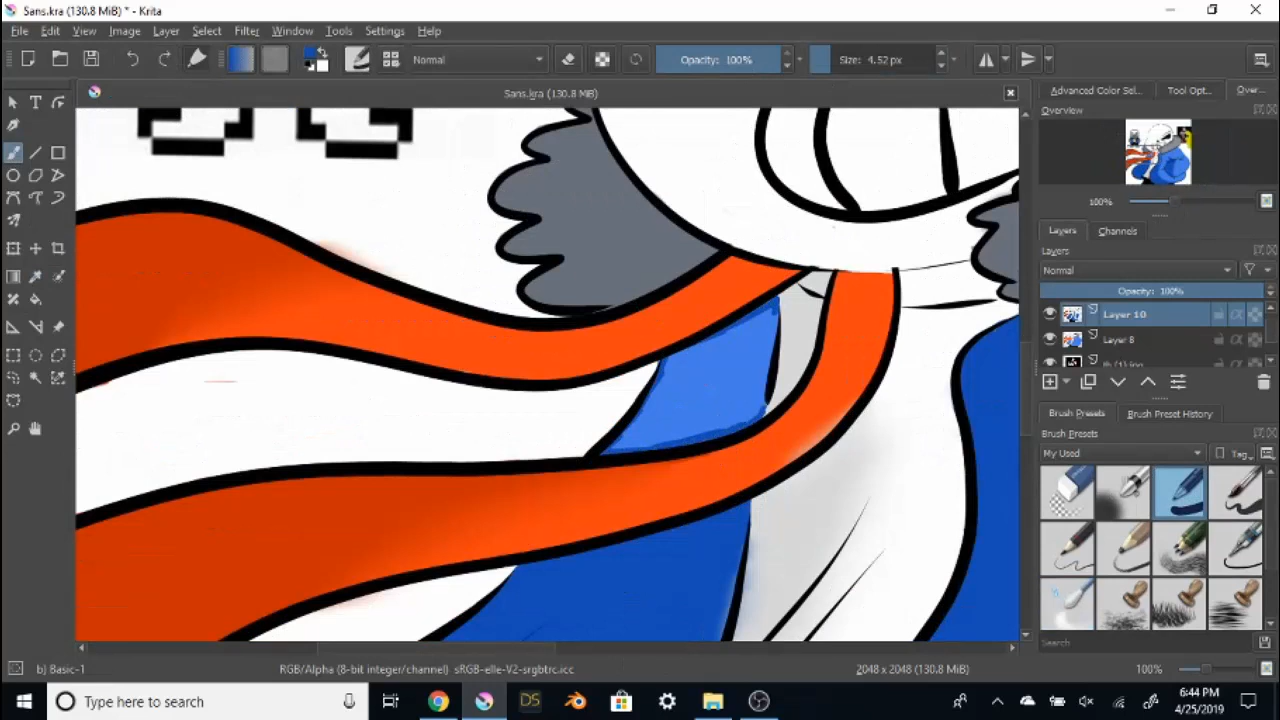 Sans.kra (130.8 MiB) * - Krita
File Edit View Image Layer Select Filter Window Tools Settings Help
Normal
Opacity: 100%
Size: 4.52 px
Sans.kra (130.8 MiB)
Advanced Color Sel... Tool Opt... Over...
Overview
100%
Layers Channels
Layers
Normal
Opacity: 100%
Layer 10
Layer 8
Brush Presets Brush Preset History
Brush Presets
My Used
Tag
Search
b) Basic-1
RGB/Alpha (8-bit integer/channel) sRGB-elle-V2-srgbtrc.icc
2048 x 2048 (130.8 MiB)
100%
Type here to search
DS
6:44 PM
4/25/2019